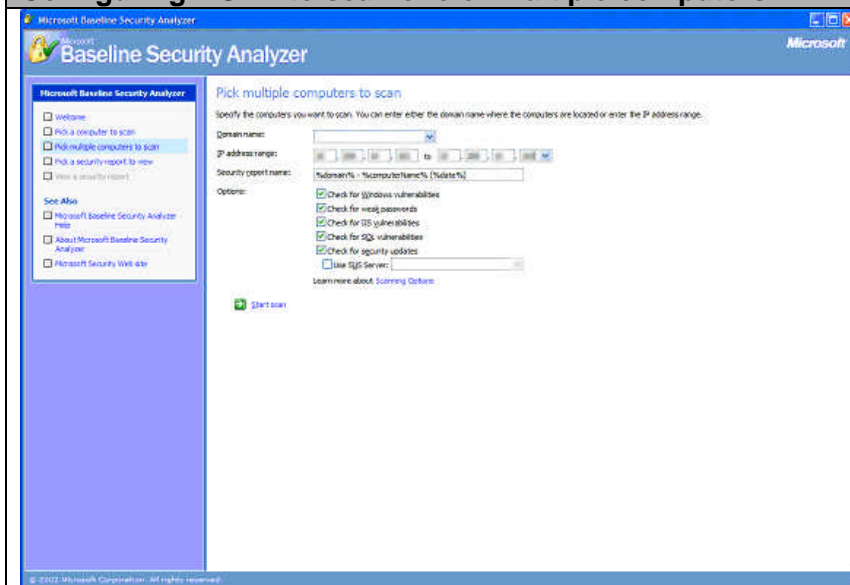 Microsoft Baseline Security Analyzer
Microsoft
Baseline Security Analyzer
Microsoft
Microsoft Baseline Security Analyzer
Welcome
Pick a computer to scan
Pick multiple computers to scan
Pick a security report to view
View a security report
See Also
Microsoft Baseline Security Analyzer
Help
About Microsoft Baseline Security
Analyzer
Microsoft Security Web site
Pick multiple computers to scan
Specify the computers you want to scan. You can enter either the domain name where the computers are located or enter the IP address range.
Domain name:
IP address range:
to
Security report name:
%domain% - %computerName% (%date%)
Options:
Check for Windows vulnerabilities
Check for weak passwords
Check for IIS vulnerabilities
Check for SQL vulnerabilities
Check for security updates
Use SUS Server:
Learn more about Scanning Options
Start scan
© 2002 Microsoft Corporation. All rights reserved.